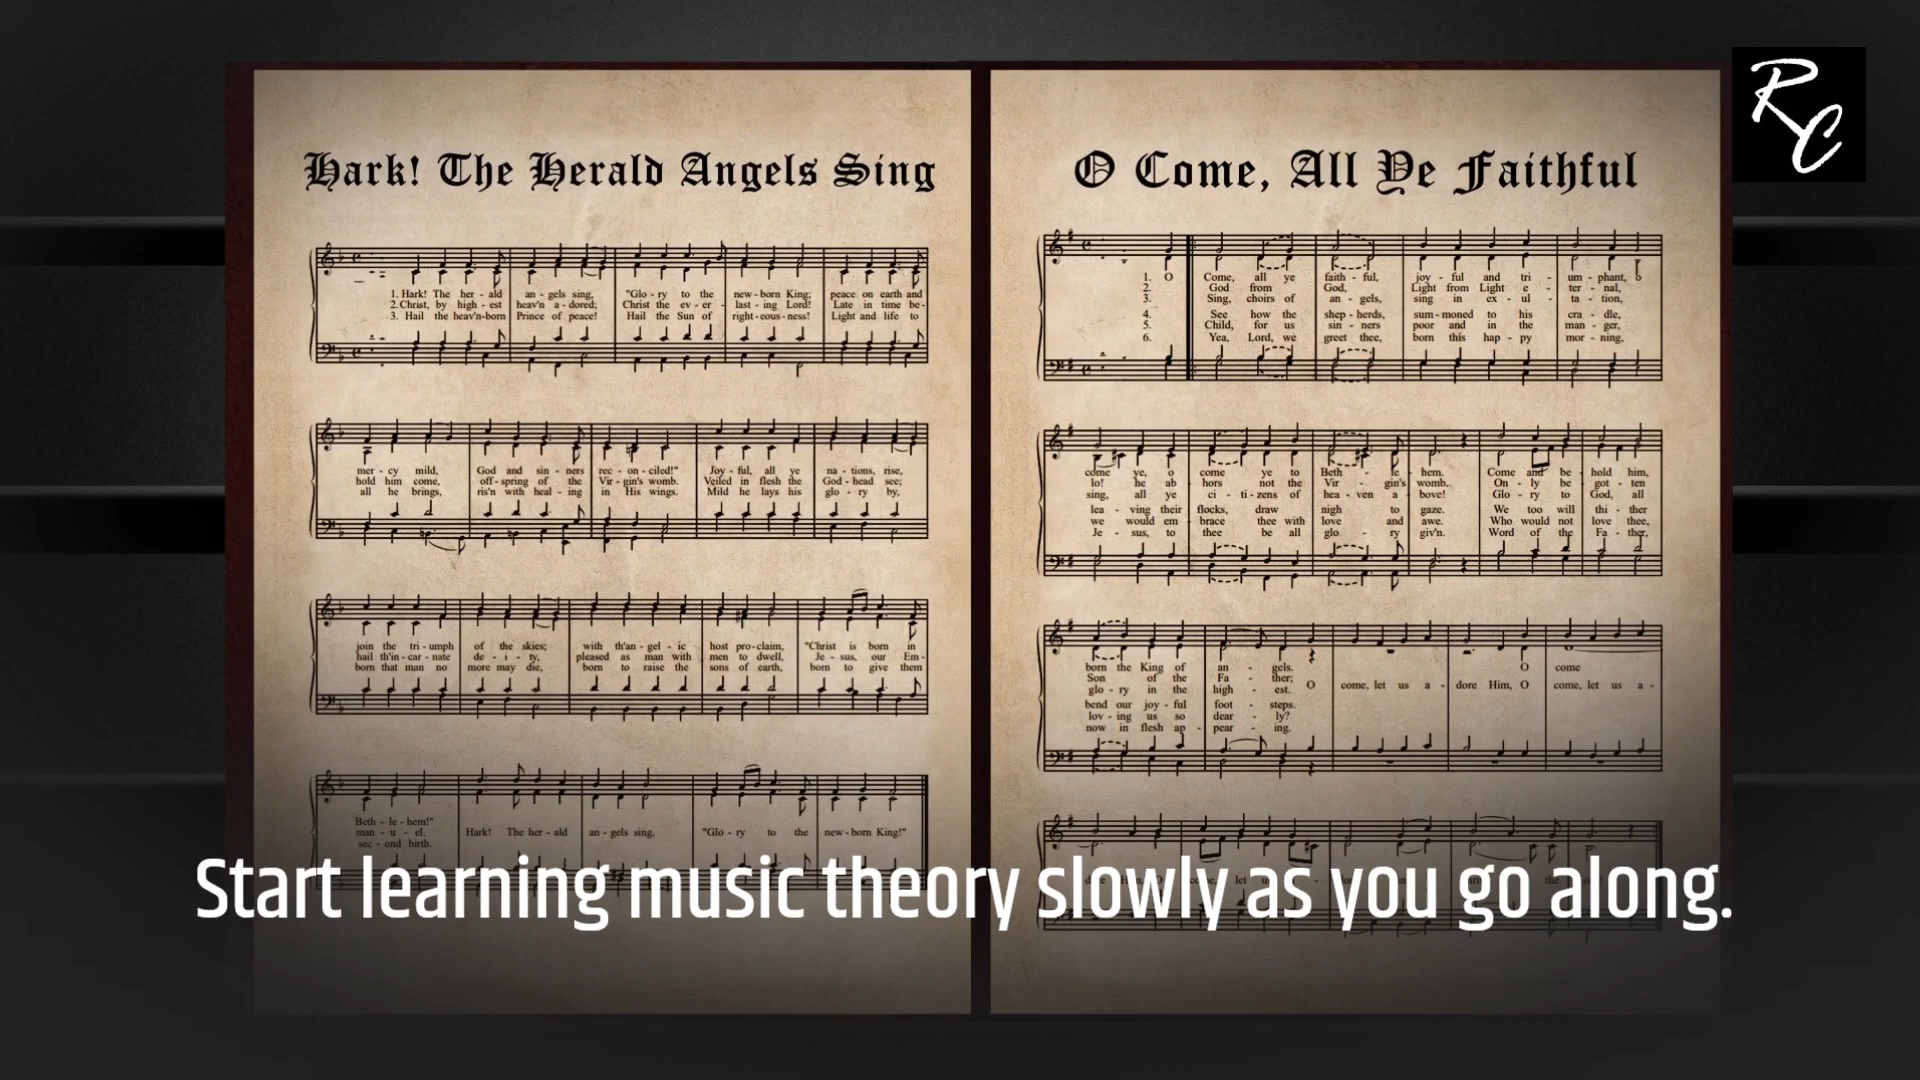 RC
Hark! The Herald Angels Sing
1. Hark! The her - ald an - gels sing, "Glo - ry to the new - born King; peace on earth and
2. Christ, by high - est heav'n a - dored; Christ the ev - er - last - ing Lord! Late in time be-
3. Hail the heav'n-born Prince of peace! Hail the Sun of right - eous - ness! Light and life to
mer - cy mild, God and sin - ners rec - on - ciled!" Joy - ful, all ye na - tions, rise,
hold him come, off - spring of the Vir - gin's womb. Veiled in flesh the God - head see;
all he brings, ris'n with heal - ing in His wings. Mild he lays his glo - ry by,
join the tri - umph of the skies; with th'an - gel - ic host pro - claim, "Christ is born in
hail th'in - car - nate de - i - ty, pleased as man with men to dwell, Je - sus, our Em-
born that man no more may die, born to raise the sons of earth, born to give them
Beth - le - hem!"
man - u - el. Hark! The her - ald an - gels sing, "Glo - ry to the new - born King!"
sec - ond birth.
O Come, All Ye Faithful
1. O Come, all ye faith - ful, joy - ful and tri - um - phant, o
2. God from God, Light from Light e - ter - nal,
3. Sing, choirs of an - gels, sing in ex - ul - ta - tion,
4. See how the shep - herds, sum - moned to his cra - dle,
5. Child, for us sin - ners poor and in the man - ger,
6. Yea, Lord, we greet thee, born this hap - py mor - ning,
come ye, o come ye to Beth - le - hem. Come and be - hold him,
lo! he ab hors not the Vir - gin's womb. On - ly be - got - ten
sing, all ye ci - ti - zens of hea - ven a bove! Glo - ry to God, all
lea - ving their flocks, draw nigh to gaze. We too will thi - ther
we would em brace thee with love and awe. Who would not love thee,
Je - sus, to thee be all glo - ry giv'n. Word of the Fa - ther,
born the King of an - gels. O come
Son of the Fa - ther;
glo - ry in the high - est. O come, let us a - dore Him, O come, let us a -
bend our joy - ful foot - steps.
lov - ing us so dear - ly?
now in flesh ap - pear - ing.
Start learning music theory slowly as you go along.